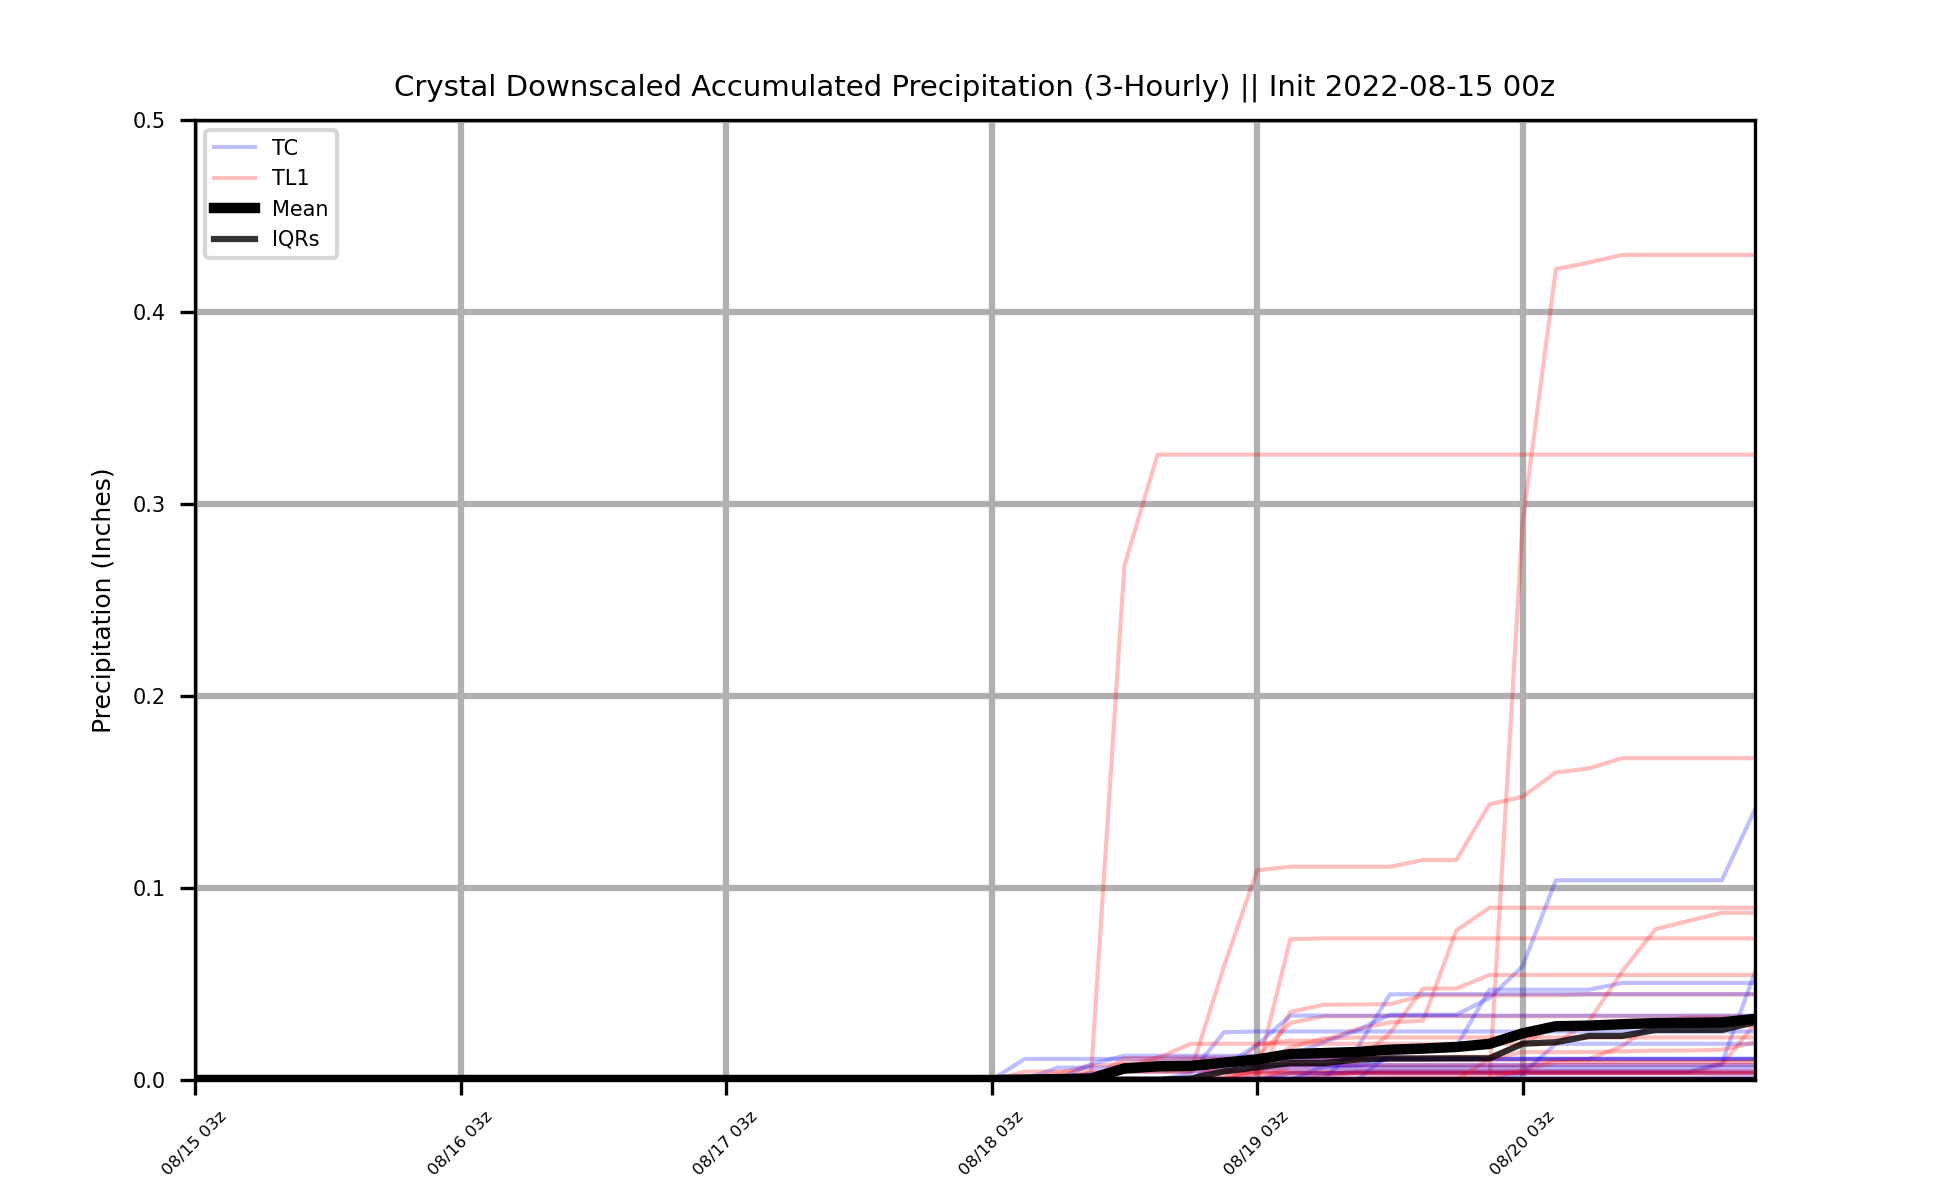 Crystal Downscaled Accumulated Precipitation (3-Hourly) || Init 2022-08-15 00z
TC
TL1
Mean
IQRs
Precipitation (Inches)
0.5
0.4
0.3
0.2
0.1
0.0
08/15 03z
08/16 03z
08/17 03z
08/18 03z
08/19 03z
08/20 03z